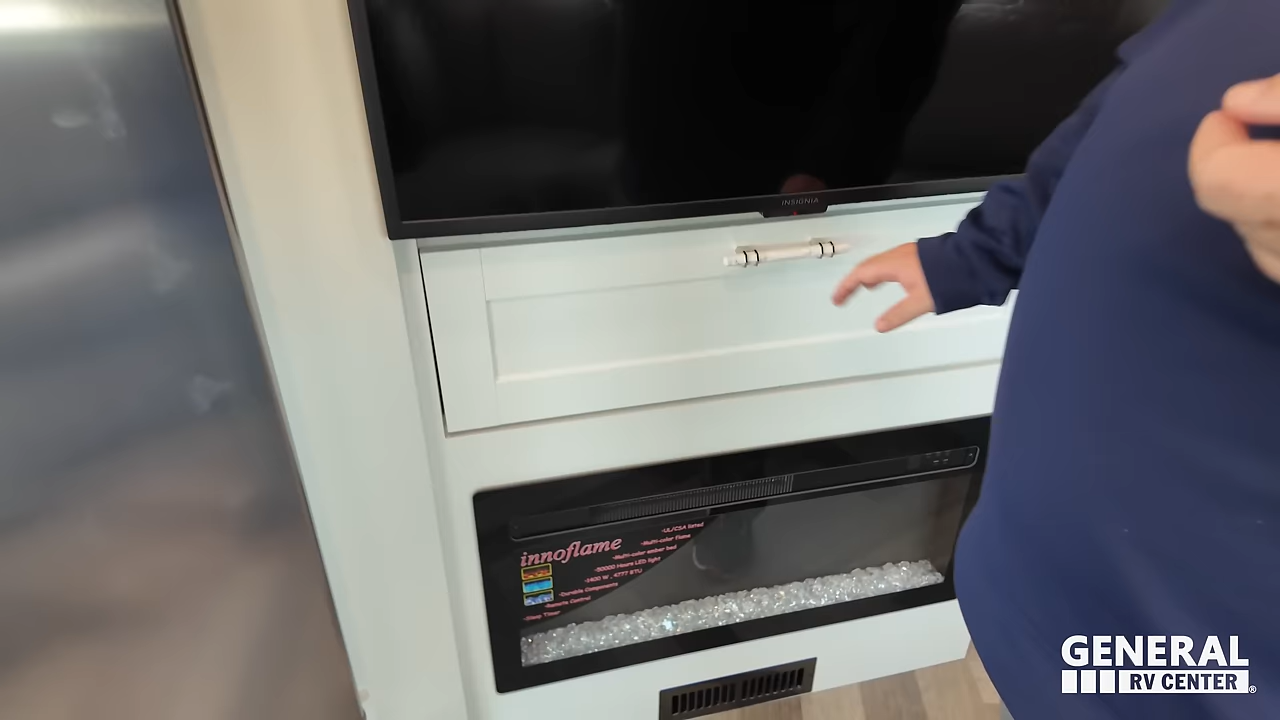 INSIGNIA
innoflame
-UL/CSA listed
-Multi-color flame
-Multi-color ember bed
-50000 Hours LED light
-1400 W , 4777 BTU
-Durable Components
-Remote Control
-Sleep Timer
GENERAL
RV CENTER®